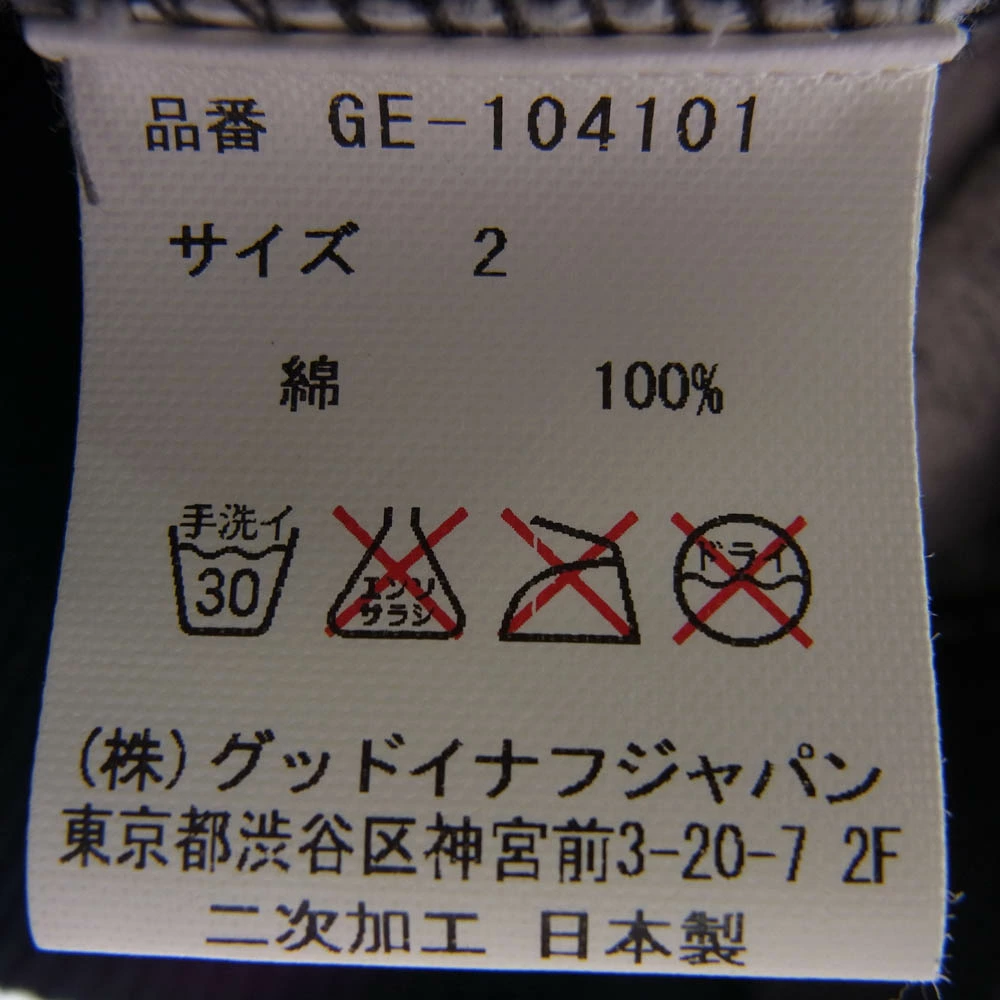 品番 GE-104101
サイズ 2
綿 100%
手洗イ
30
エンソ
サラシ
ドライ
(株)グッドイナフジャパン
東京都渋谷区神宮前3-20-7 2F
二次加工 日本製